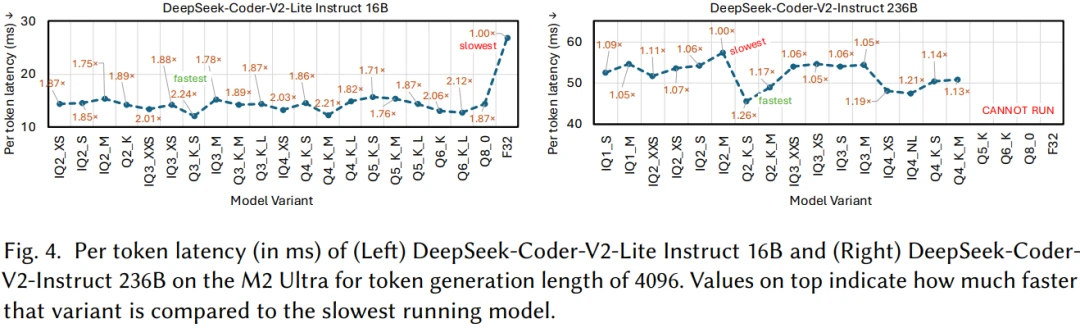 DeepSeek-Coder-V2-Lite Instruct 16B
Per token latency (ms) ↓
30
20
10
1.87×
1.85×
1.75×
1.89×
2.01×
1.88×
2.24×
fastest
1.78×
1.89×
1.87×
2.03×
1.86×
2.21×
1.82×
1.71×
1.76×
1.87×
2.06×
2.12×
1.87×
1.00×
slowest
IQ2_XS
IQ2_S
IQ2_M
Q2_K
IQ3_XXS
IQ3_XS
Q3_K_S
IQ3_M
Q3_K_M
Q3_K_L
IQ4_XS
Q4_K_S
Q4_K_M
Q4_K_L
Q5_K_S
Q5_K_M
Q5_K_L
Q6_K
Q6_K_L
Q8_0
F32
Model Variant
DeepSeek-Coder-V2-Instruct 236B
Per token latency (ms) ↓
60
50
40
1.09×
1.05×
1.11×
1.07×
1.06×
1.00×
slowest
1.26×
1.17×
fastest
1.06×
1.05×
1.06×
1.05×
1.19×
1.21×
1.14×
1.13×
CANNOT RUN
IQ1_S
IQ1_M
IQ2_XXS
IQ2_XS
IQ2_S
IQ2_M
Q2_K_S
Q2_K_M
IQ3_XXS
IQ3_XS
IQ3_S
IQ3_M
IQ4_XS
IQ4_NL
Q4_K_S
Q4_K_M
Q5_K
Q6_K
Q8_0
F32
Model Variant
Fig. 4. Per token latency (in ms) of (Left) DeepSeek-Coder-V2-Lite Instruct 16B and (Right) DeepSeek-Coder-
V2-Instruct 236B on the M2 Ultra for token generation length of 4096. Values on top indicate how much faster
that variant is compared to the slowest running model.